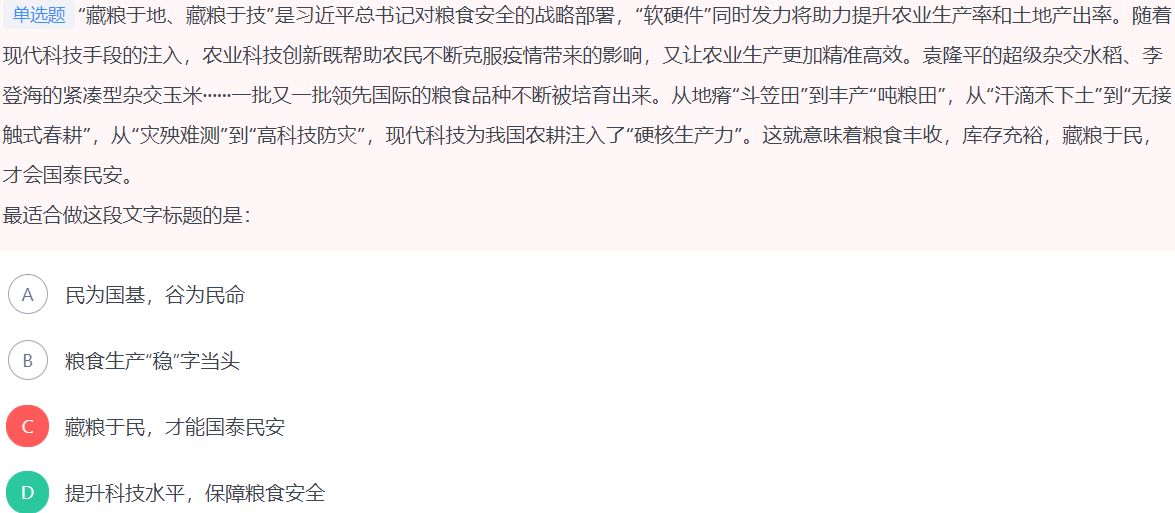 单选题 “藏粮于地、藏粮于技”是习近平总书记对粮食安全的战略部署，“软硬件”同时发力将助力提升农业生产率和土地产出率。随着
现代科技手段的注入，农业科技创新既帮助农民不断克服疫情带来的影响，又让农业生产更加精准高效。袁隆平的超级杂交水稻、李
登海的紧凑型杂交玉米······一批又一批领先国际的粮食品种不断被培育出来。从地瘠“斗笠田”到丰产“吨粮田”，从“汗滴禾下土”到“无接
触式春耕”，从“灾殃难测”到“高科技防灾”，现代科技为我国农耕注入了“硬核生产力”。这就意味着粮食丰收，库存充裕，藏粮于民，
才会国泰民安。
最适合做这段文字标题的是：
A 民为国基，谷为民命
B 粮食生产“稳”字当头
C 藏粮于民，才能国泰民安
D 提升科技水平，保障粮食安全